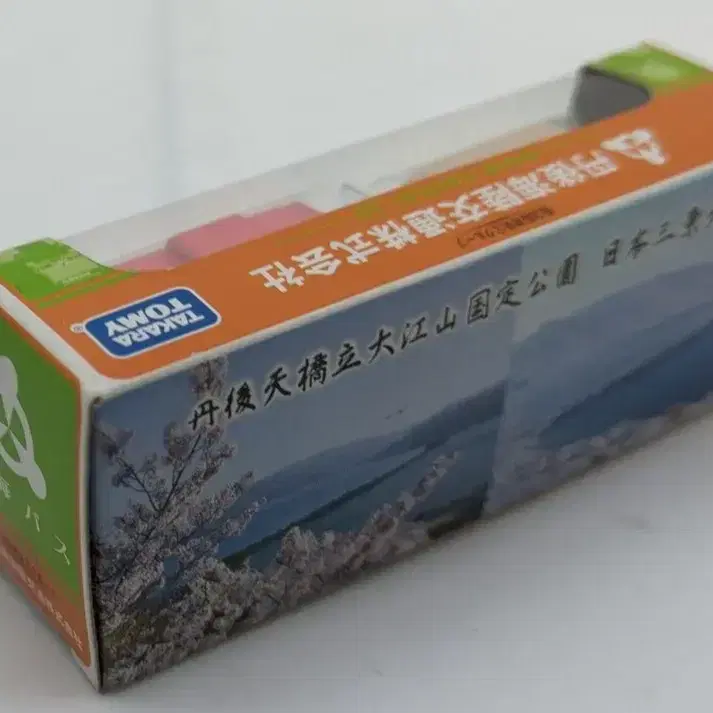 丹後海陸交通株式会社
TAKARA
TOMY
®
丹後天橋立大江山国定公園 日本三景
バス